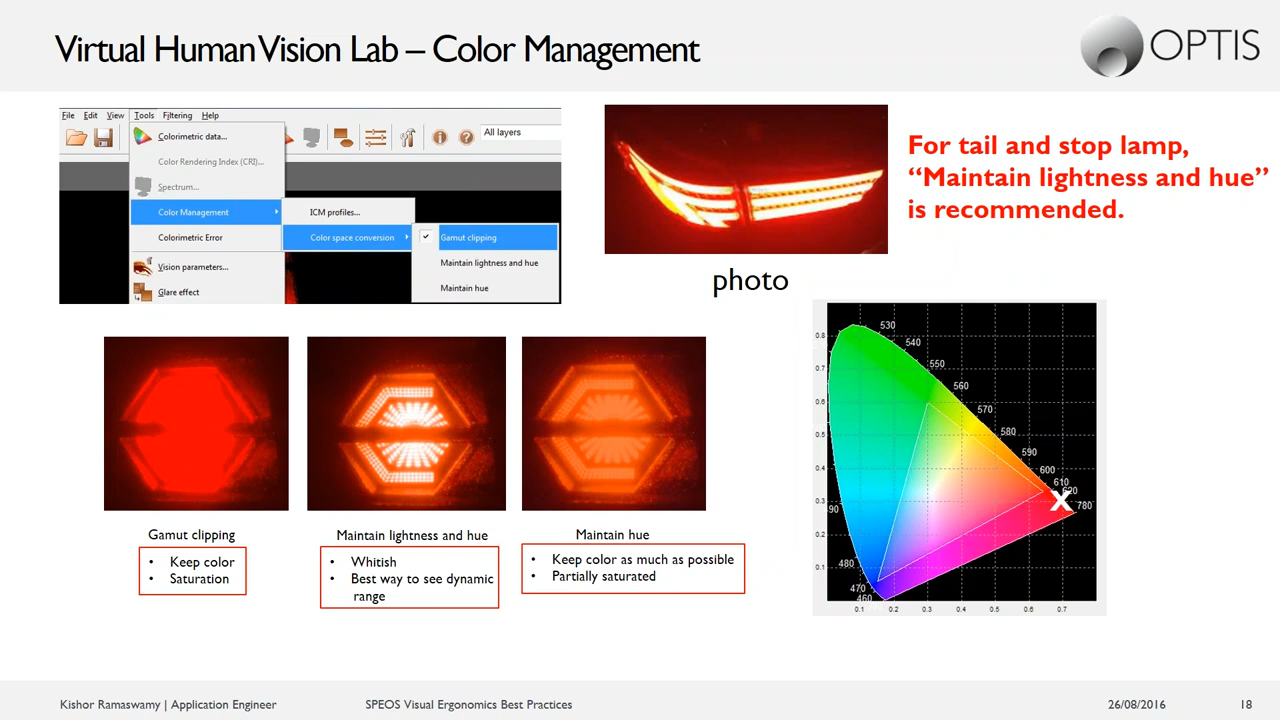 Virtual Human Vision Lab – Color Management
OPTIS
File Edit View Tools Filtering Help
All layers
Colorimetric data...
Color Rendering Index (CRI)...
Spectrum...
Color Management
ICM profiles...
Colorimetric Error
Color space conversion
Gamut clipping
Vision parameters...
Maintain lightness and hue
Glare effect
Maintain hue
photo
For tail and stop lamp,
“Maintain lightness and hue”
is recommended.
Gamut clipping
• Keep color
• Saturation
Maintain lightness and hue
• Whitish
• Best way to see dynamic
range
Maintain hue
• Keep color as much as possible
• Partially saturated
0.8
0.7
0.6
0.5
0.4
0.3
0.2
0.1
0.1 0.2 0.3 0.4 0.5 0.6 0.7
530
540
550
560
570
580
590
600
610
620
780
490
480
470
460
X
Kishor Ramaswamy | Application Engineer
SPEOS Visual Ergonomics Best Practices
26/08/2016
18